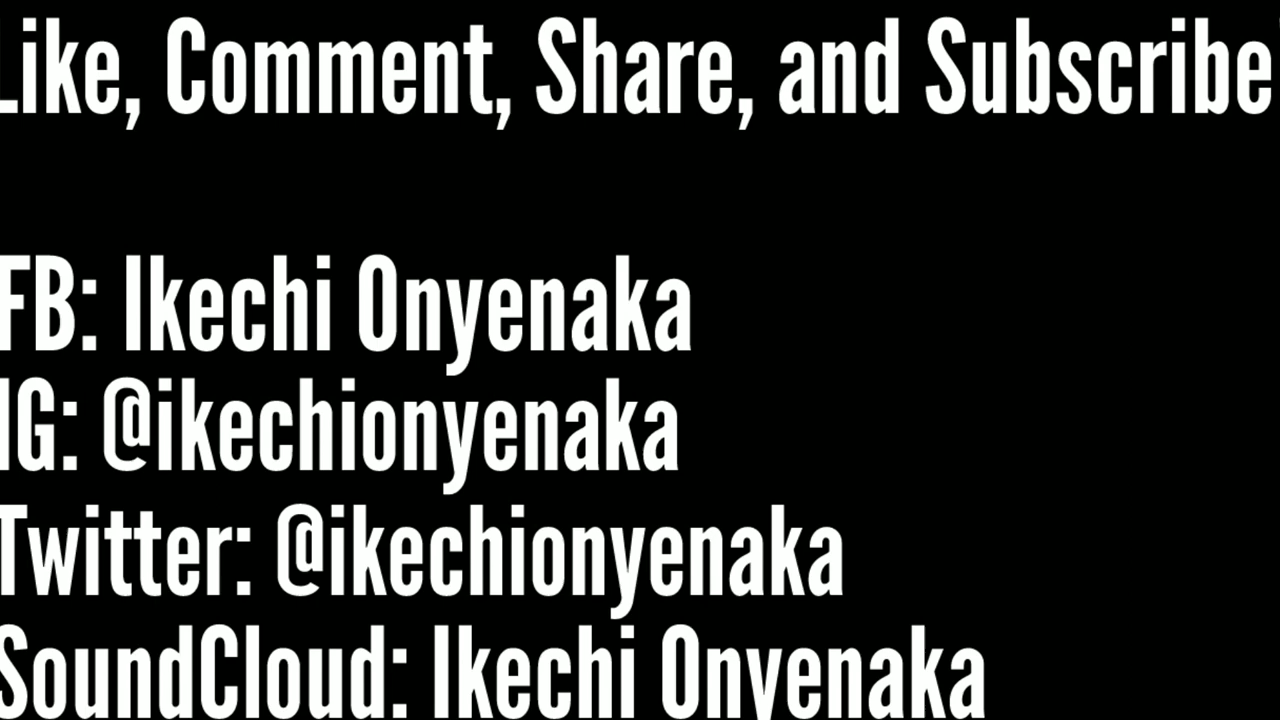 Like, Comment, Share, and Subscribe
FB: Ikechi Onyenaka
IG: @ikechionyenaka
Twitter: @ikechionyenaka
SoundCloud: Ikechi Onyenaka